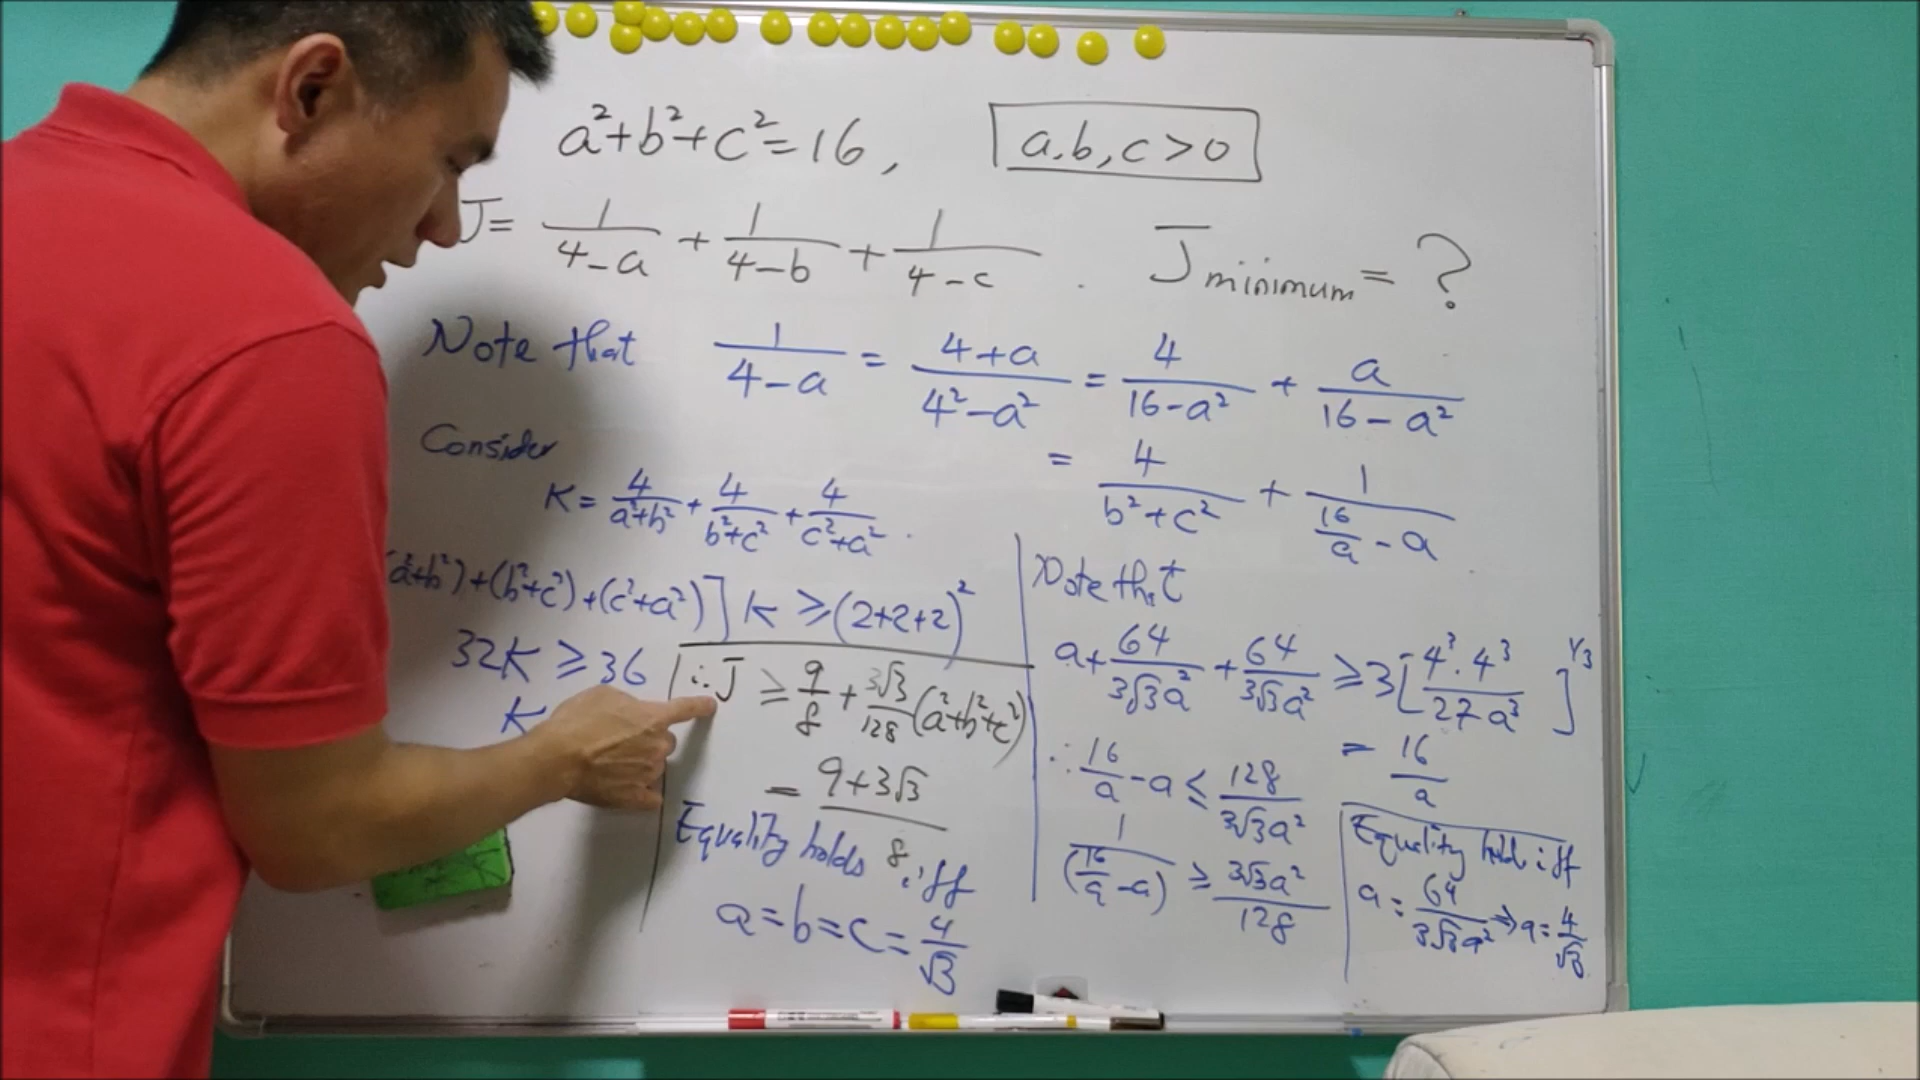 a²+b²+c²=16, a,b,c>0
J= 1/(4-a) + 1/(4-b) + 1/(4-c) . J minimum = ?
Note that 1/(4-a) = (4+a)/(4²-a²) = 4/(16-a²) + a/(16-a²)
= 4/(b²+c²) + 1/(16/a - a)
Consider
K = 4/(a²+b²) + 4/(b²+c²) + 4/(c²+a²) .
(a²+b²)+(b²+c²)+(c²+a²)] K ≥ (2+2+2)²
32K ≥ 36
K
∴ J ≥ 9/8 + 3√3/128 (a²+b²+c²)
= (9+3√3)/8
Equality holds iff
a=b=c= 4/√3
Note that
a + 64/(3√3a²) + 64/(3√3a²) ≥ 3[(4³·4³)/(27a³)]^1/3
= 16/a
∴ 16/a - a ≤ 128/(3√3a²)
1/(16/a - a) ≥ 3√3a²/128
Equality hold iff
a = 64/(3√3a²) ⇒ a = 4/√3